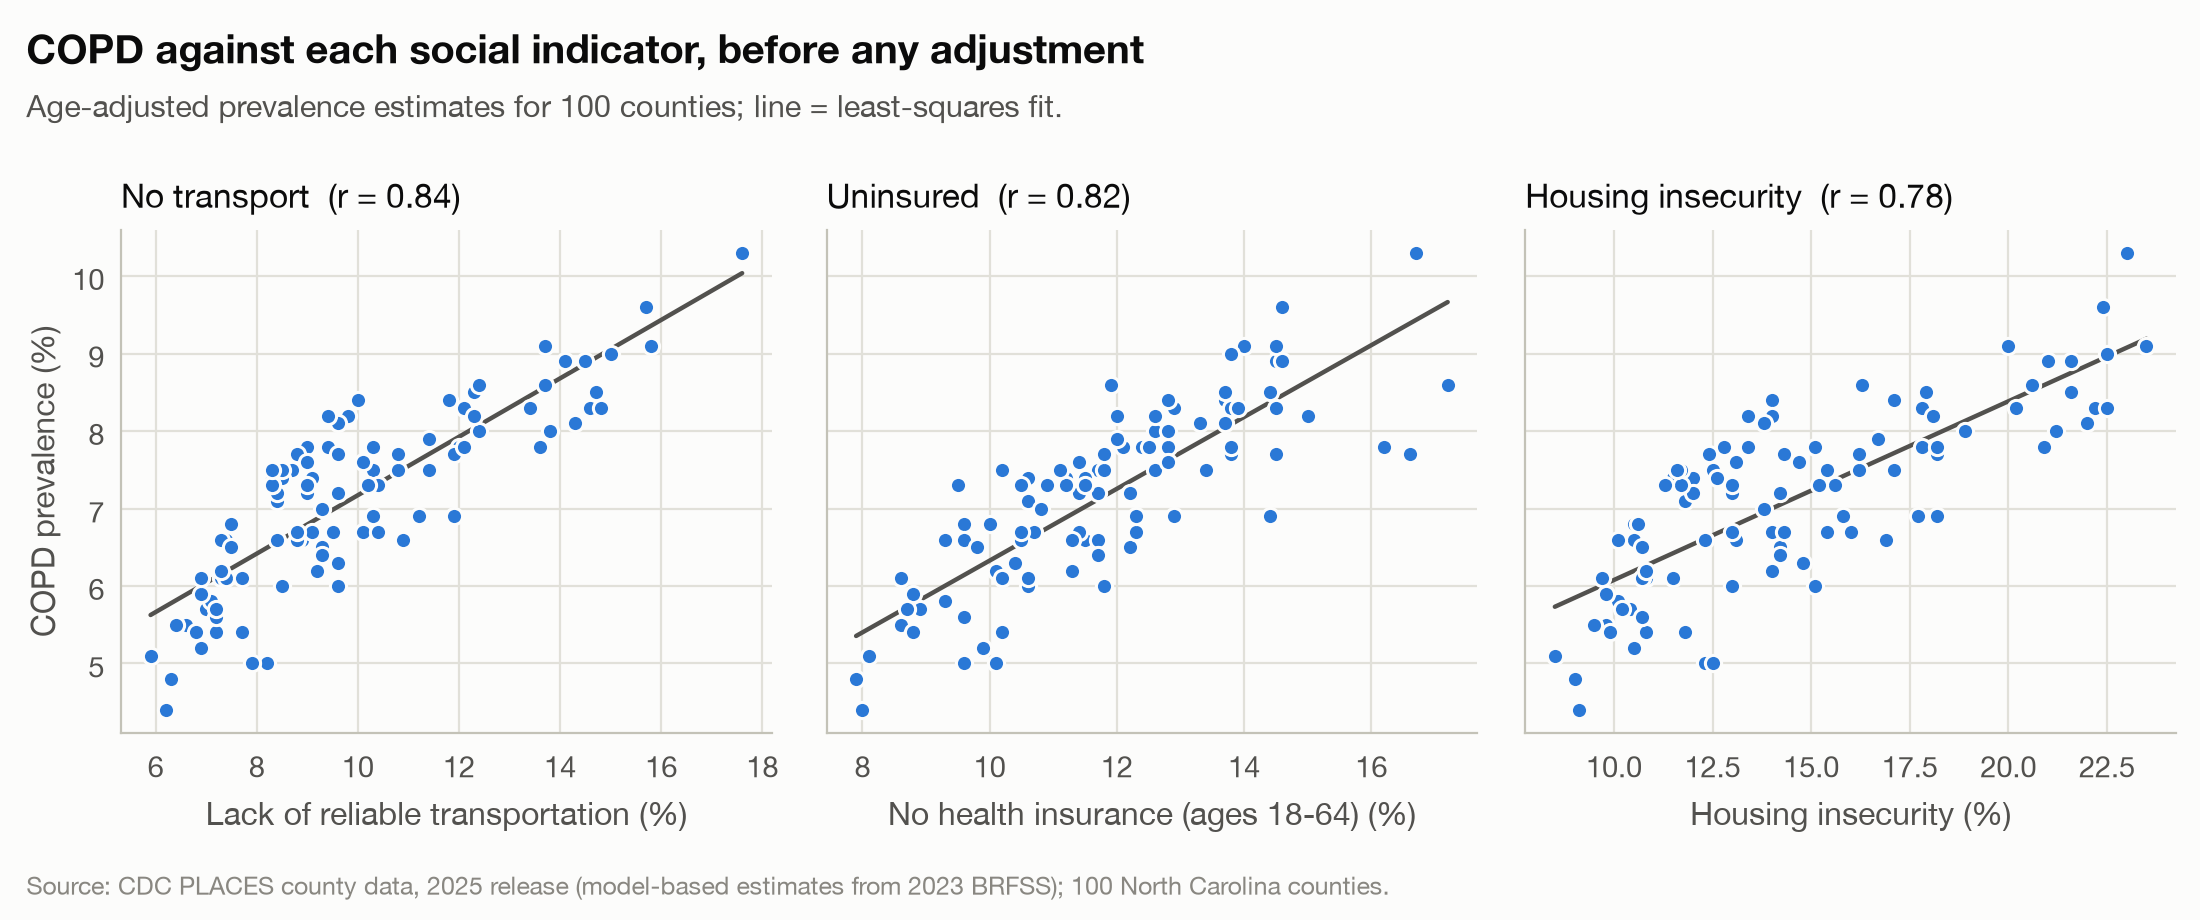 COPD against each social indicator, before any adjustment
Age-adjusted prevalence estimates for 100 counties; line = least-squares fit.
No transport (r = 0.84)
Uninsured (r = 0.82)
Housing insecurity (r = 0.78)
COPD prevalence (%)
10
9
8
7
6
5
6 8 10 12 14 16 18
8 10 12 14 16
10.0 12.5 15.0 17.5 20.0 22.5
Lack of reliable transportation (%)
No health insurance (ages 18-64) (%)
Housing insecurity (%)
Source: CDC PLACES county data, 2025 release (model-based estimates from 2023 BRFSS); 100 North Carolina counties.